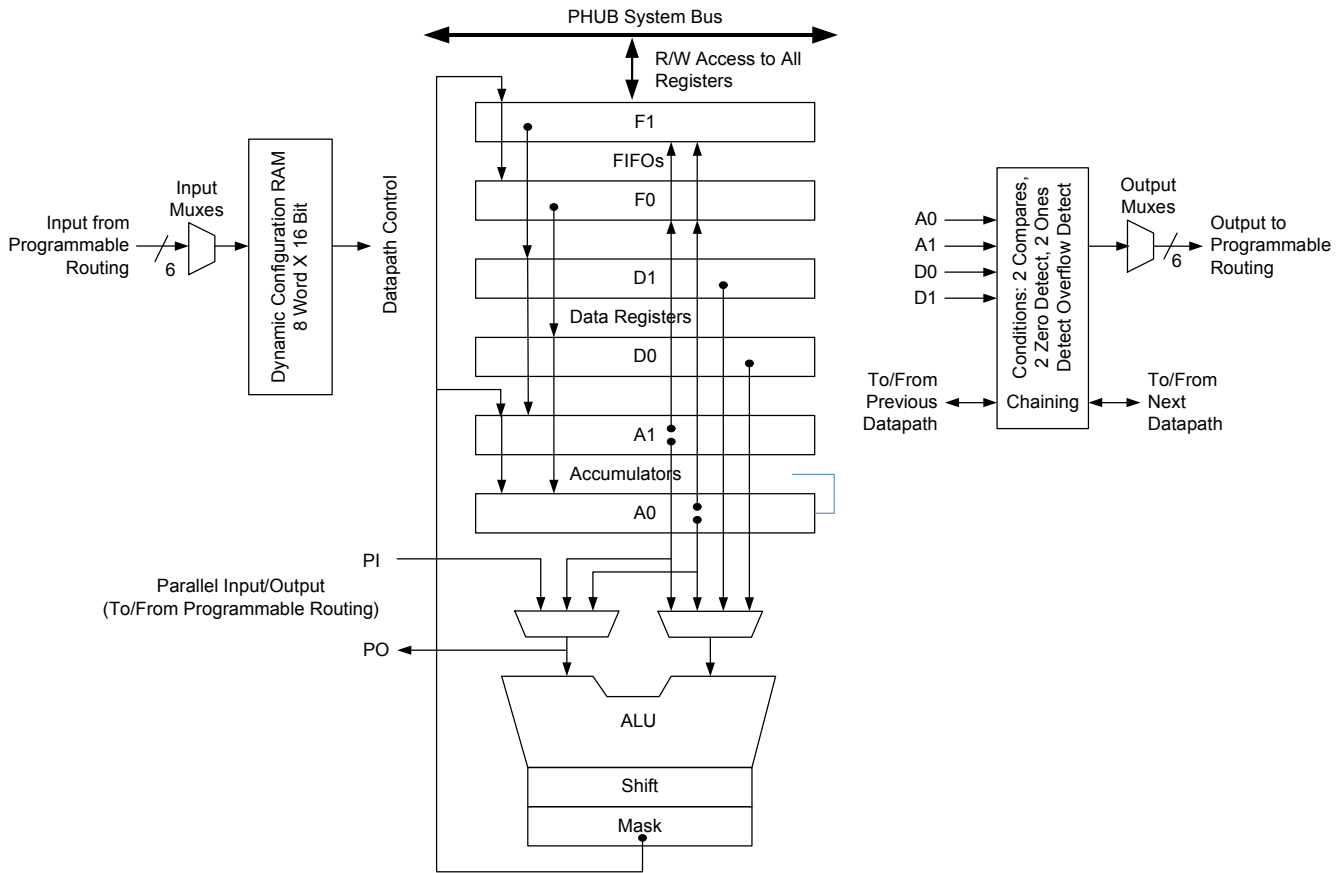 PHUB System Bus
R/W Access to All
Registers
F1
FIFOs
F0
D1
Data Registers
D0
A1
Accumulators
A0
Input from
Programmable
Routing
6
Input
Muxes
Dynamic Configuration RAM
8 Word X 16 Bit
Datapath Control
PI
Parallel Input/Output
(To/From Programmable Routing)
PO
ALU
Shift
Mask
A0
A1
D0
D1
Conditions: 2 Compares,
2 Zero Detect, 2 Ones
Detect Overflow Detect
Chaining
To/From
Previous
Datapath
To/From
Next
Datapath
Output
Muxes
6
Output to
Programmable
Routing